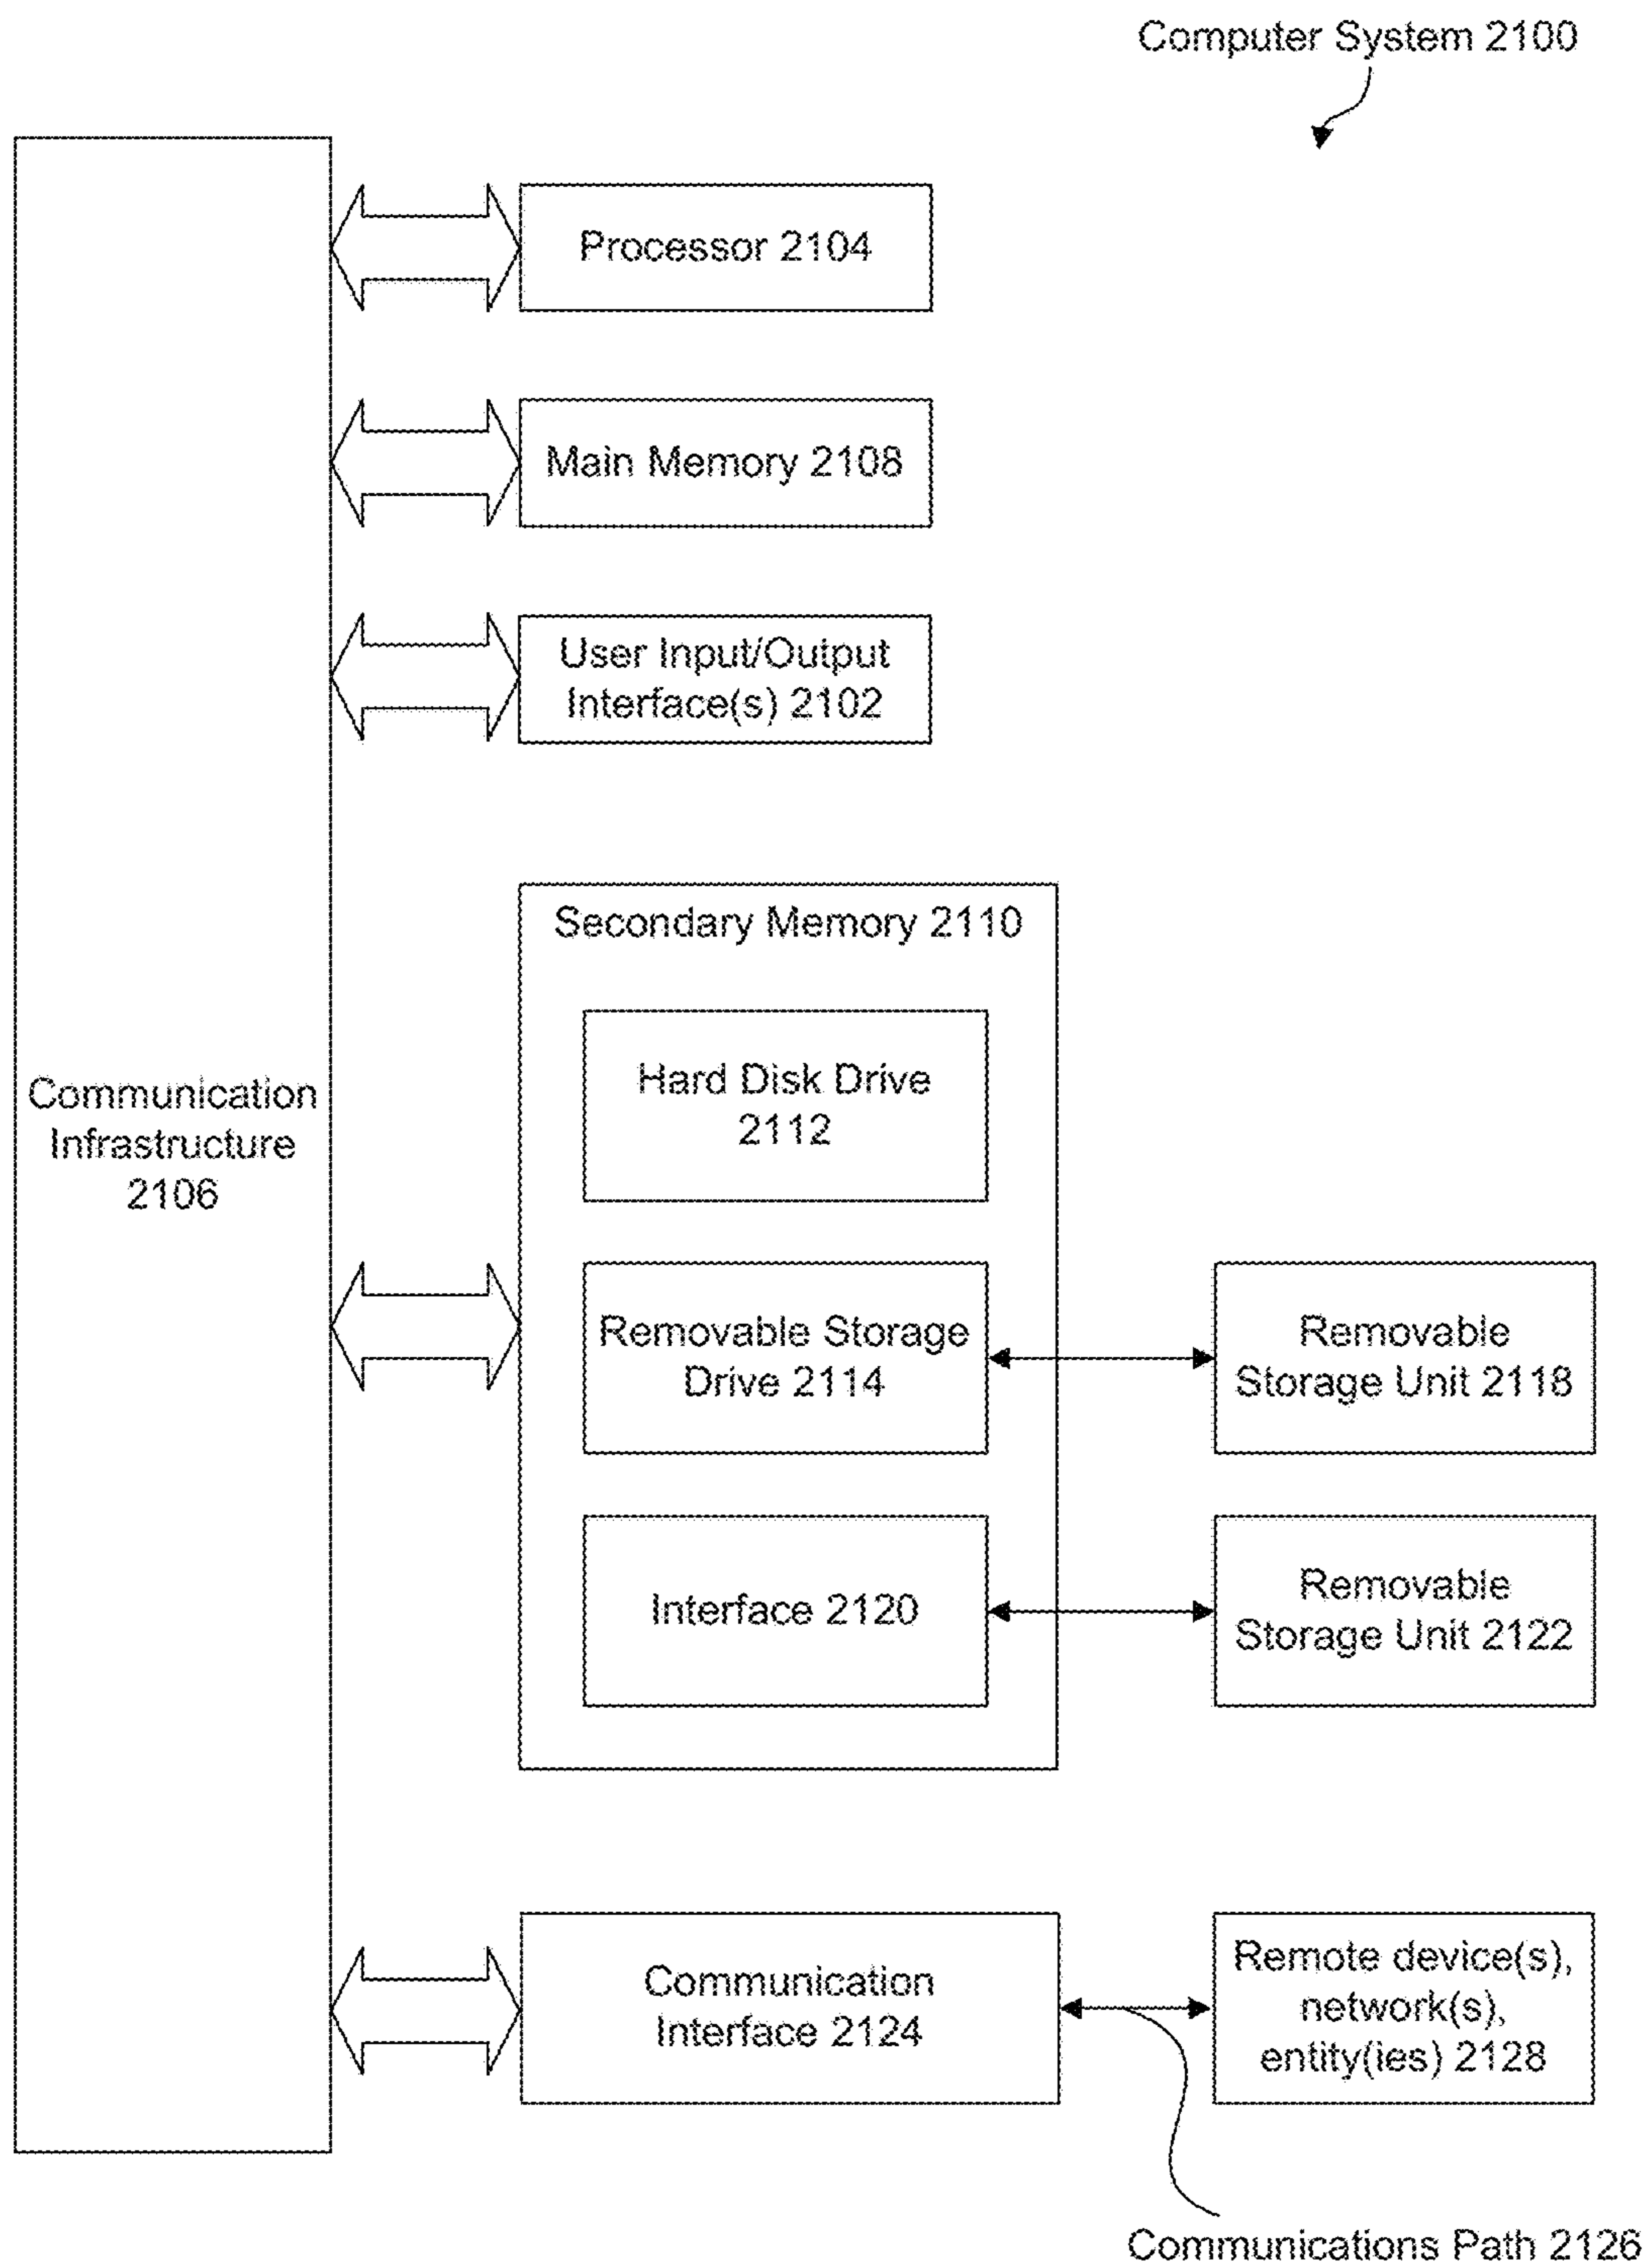 Computer System 2100
Processor 2104
Main Memory 2108
User Input/Output
Interface(s) 2102
Secondary Memory 2110
Hard Disk Drive
2112
Communication
Infrastructure
2106
Removable Storage
Drive 2114
Removable
Storage Unit 2118
Interface 2120
Removable
Storage Unit 2122
Communication
Interface 2124
Remote device(s),
network(s),
entity(ies) 2128
Communications Path 2126